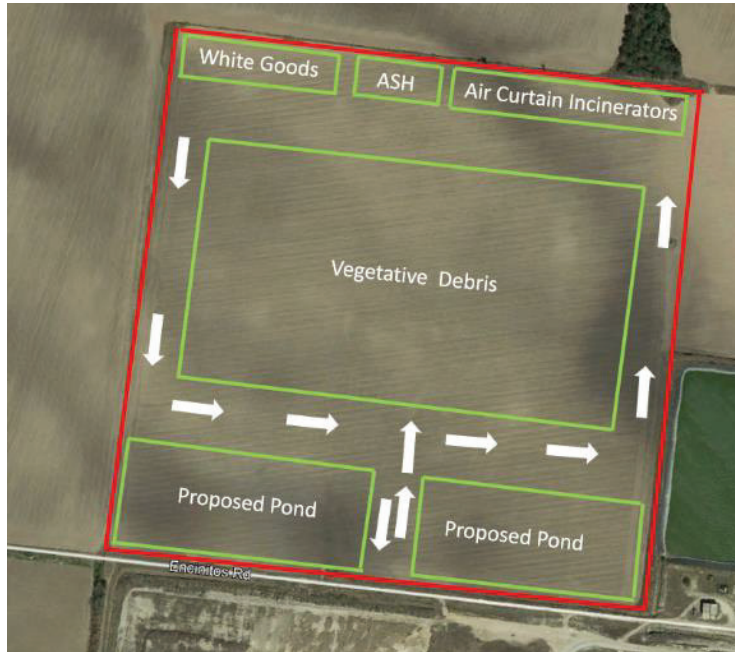 White Goods
ASH
Air Curtain Incinerators
Vegetative Debris
Proposed Pond
Proposed Pond
Encinitos Rd